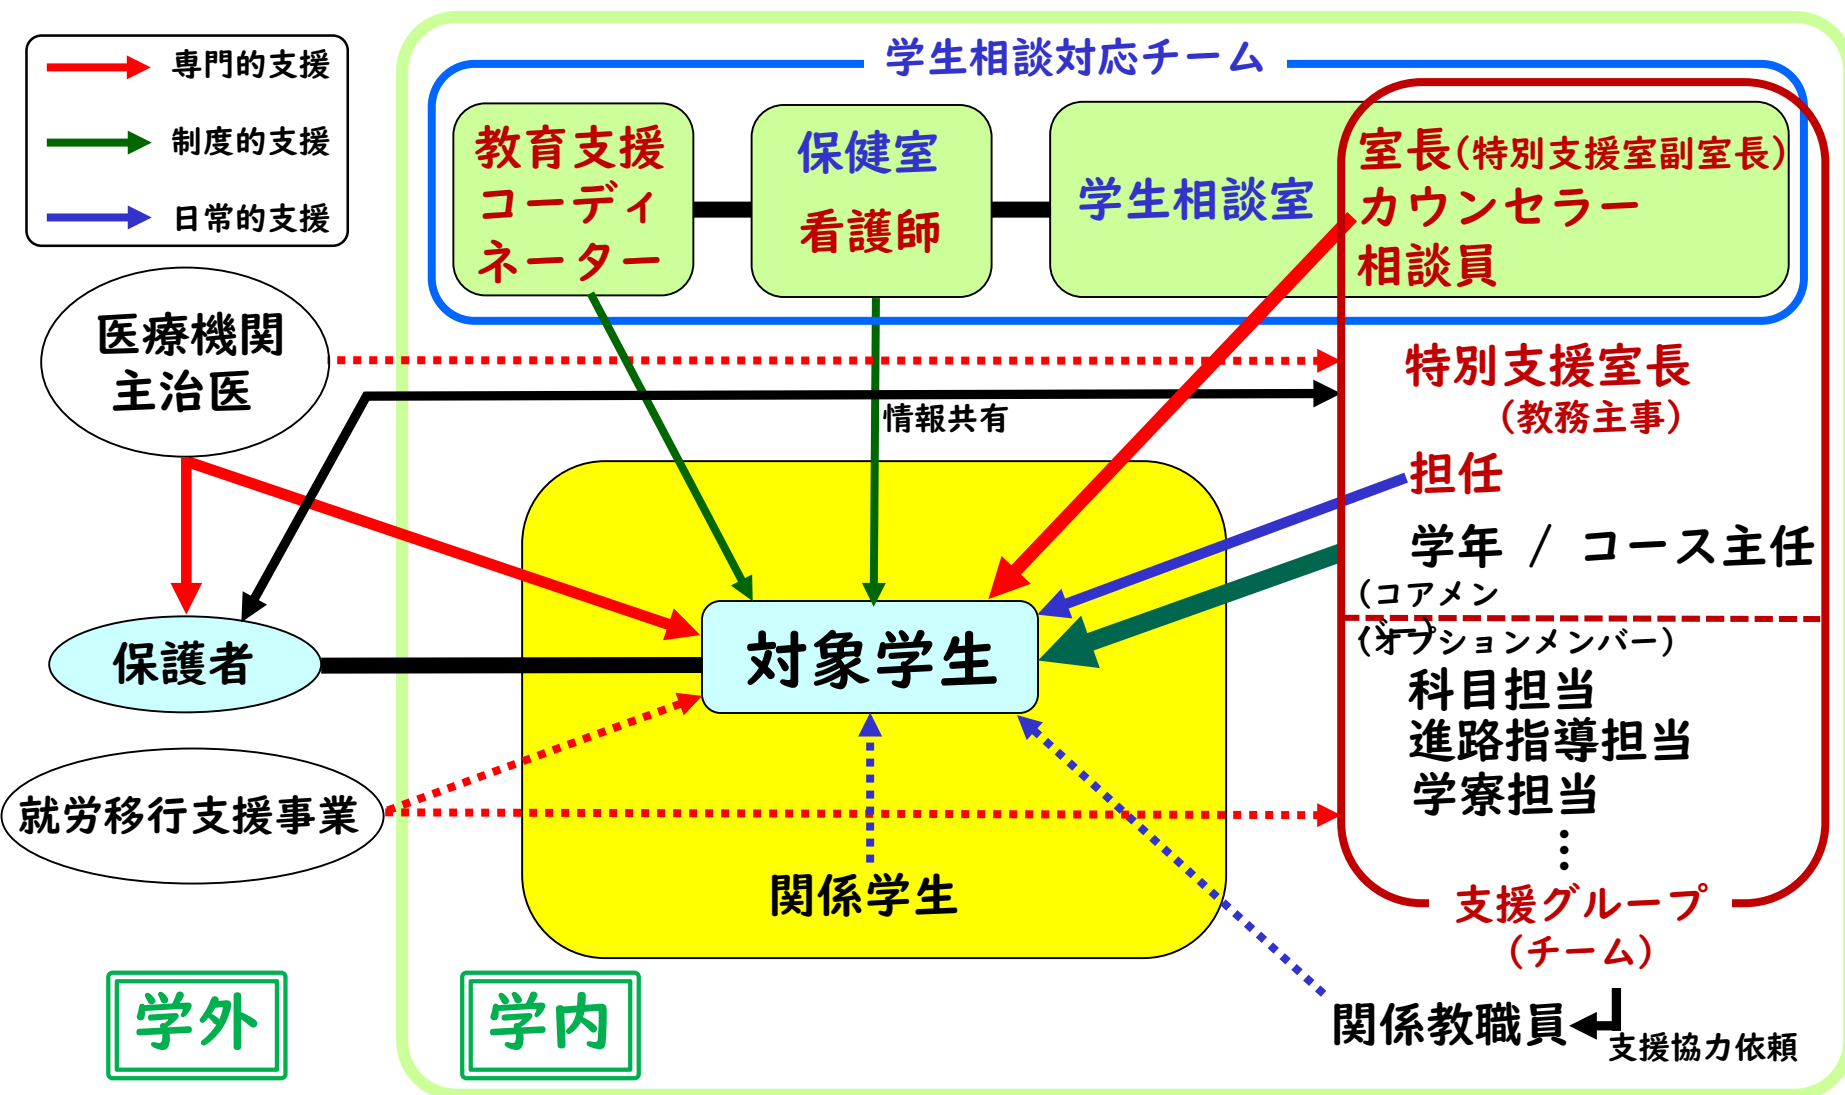 専門的支援
制度的支援
日常的支援
学生相談対応チーム
教育支援
コーディ
ネーター
保健室
看護師
学生相談室
室長(特別支援室副室長)
カウンセラー
相談員
医療機関
主治医
情報共有
特別支援室長
(教務主事)
担任
学年 / コース主任
(コアメン
バー)
(オプションメンバー)
科目担当
進路指導担当
学寮担当
⋮
支援グループ
(チーム)
保護者
対象学生
就労移行支援事業
関係学生
学外
学内
関係教職員
支援協力依頼